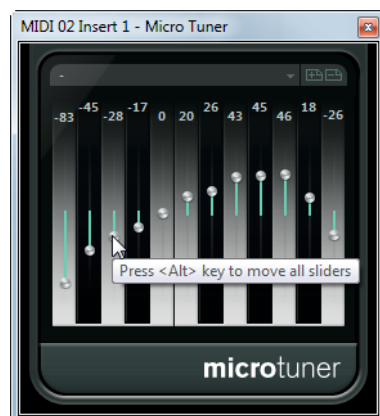 MIDI 02 Insert 1 - Micro Tuner
-
-83 -45 -28 -17 0 20 26 43 45 46 18 -26
Press <Alt> key to move all sliders
microtuner